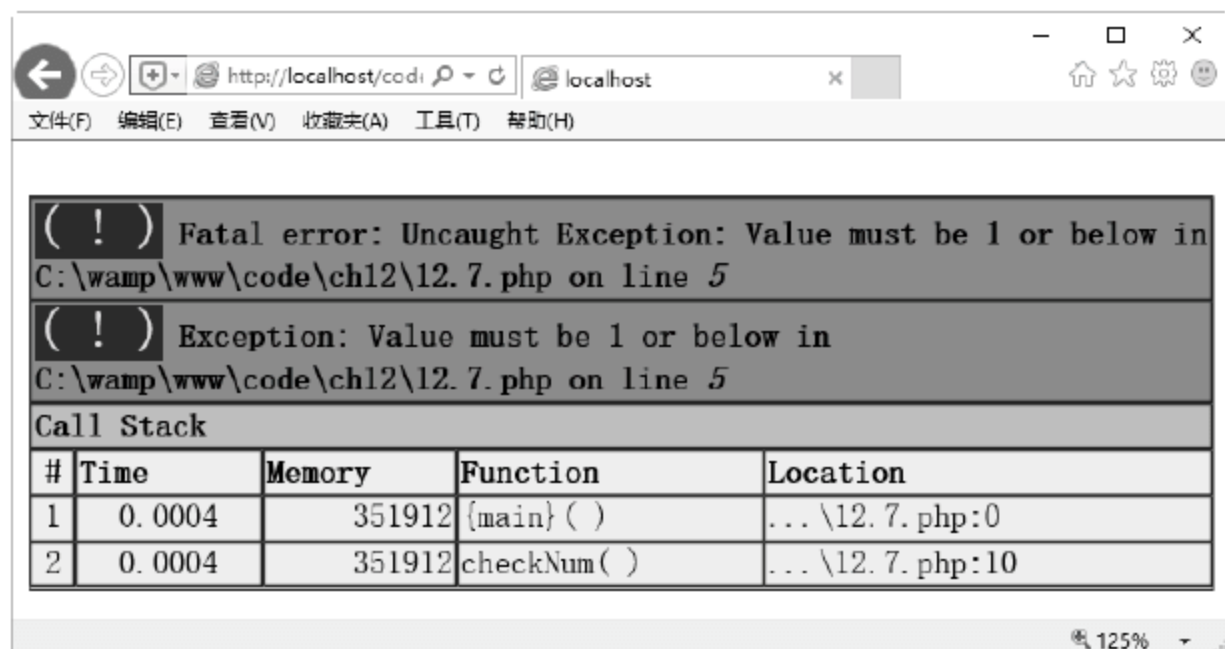 http://localhost/cod
localhost
文件(F) 编辑(E) 查看(V) 收藏夹(A) 工具(T) 帮助(H)
( ! ) Fatal error: Uncaught Exception: Value must be 1 or below in
C:\wamp\www\code\ch12\12.7.php on line 5
( ! ) Exception: Value must be 1 or below in
C:\wamp\www\code\ch12\12.7.php on line 5
Call Stack
# Time Memory Function Location
1 0.0004 351912 {main}( ) ...\12.7.php:0
2 0.0004 351912 checkNum( ) ...\12.7.php:10
125%